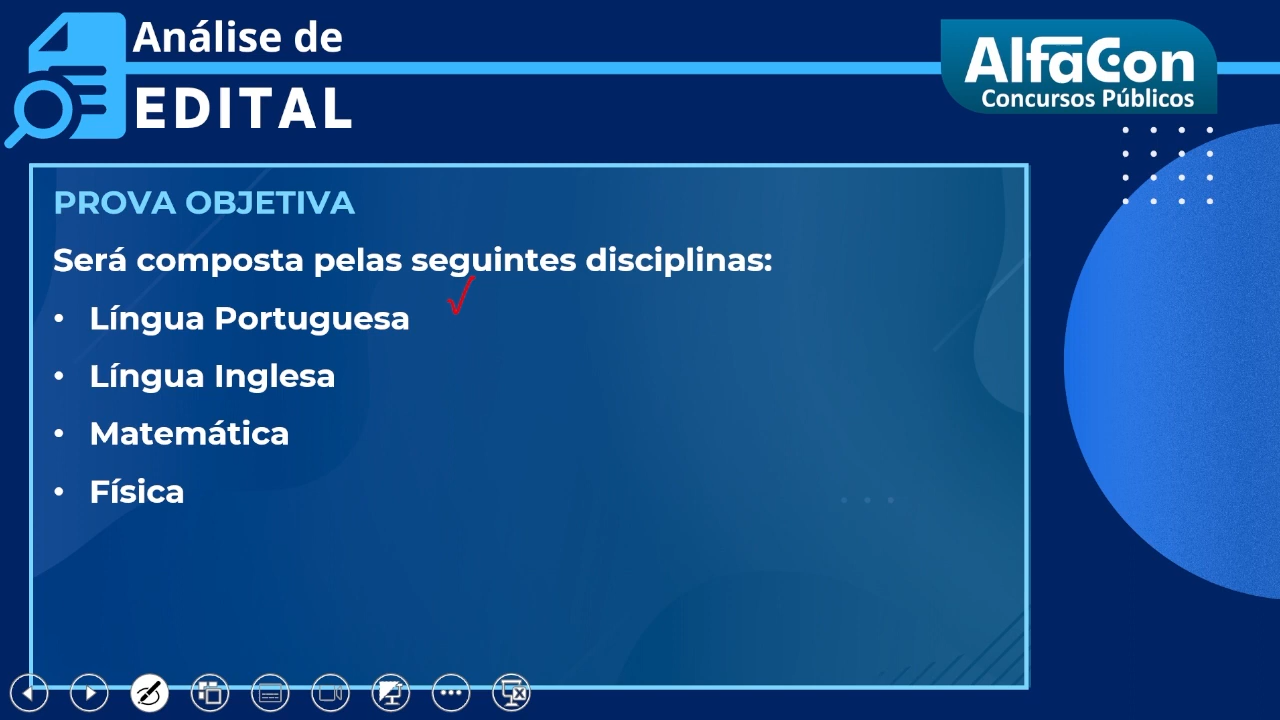 Análise de
EDITAL
AlfaCon
Concursos Públicos
PROVA OBJETIVA
Será composta pelas seguintes disciplinas:
• Língua Portuguesa
• Língua Inglesa
• Matemática
• Física